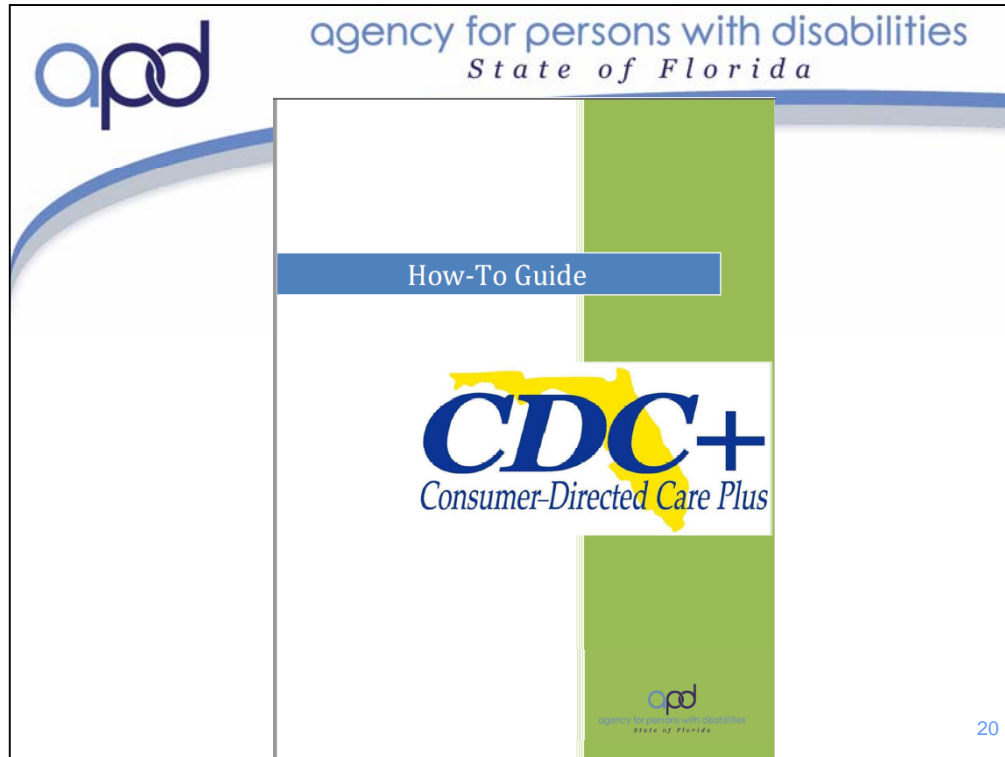 apd
agency for persons with disabilities
State of Florida
How-To Guide
CDC+
Consumer-Directed Care Plus
apd
agency for persons with disabilities
State of Florida
20